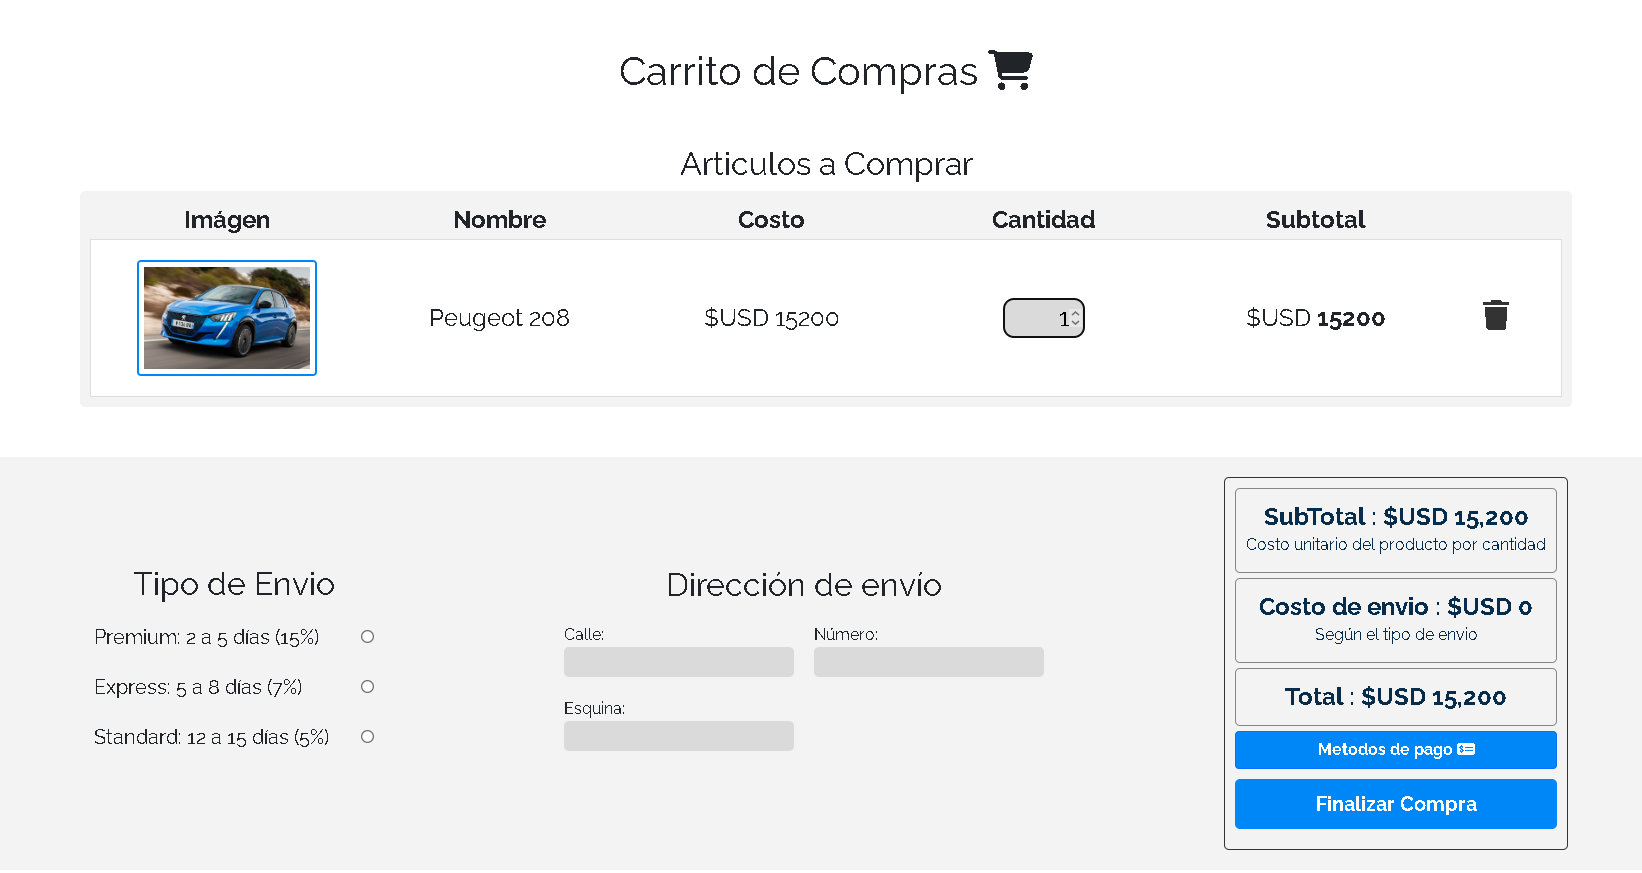 Carrito de Compras
Articulos a Comprar
Imágen Nombre Costo Cantidad Subtotal
Peugeot 208 $USD 15200 1 $USD 15200
Tipo de Envio
Premium: 2 a 5 días (15%)
Express: 5 a 8 días (7%)
Standard: 12 a 15 días (5%)
Dirección de envío
Calle: Número:
Esquina:
SubTotal : $USD 15,200
Costo unitario del producto por cantidad
Costo de envio : $USD 0
Según el tipo de envio
Total : $USD 15,200
Metodos de pago
Finalizar Compra